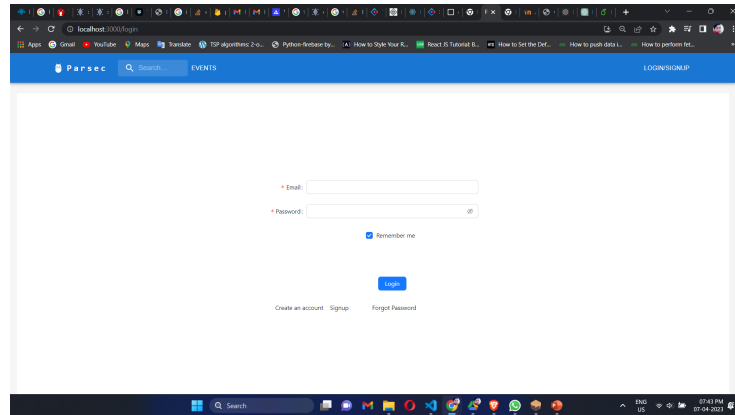 localhost:3000/login
Apps Gmail YouTube Maps Translate TSP algorithms: 2-o... Python-firebase by... How to Style Your R... React JS Tutorial: B... How to Set the Def... How to push data i... How to perform fet...
Parsec Search... EVENTS LOGIN/SIGNUP
* Email:
* Password:
Remember me
Login
Create an account Signup Forgot Password
Search
ENG
US
07:43 PM
07-04-2023